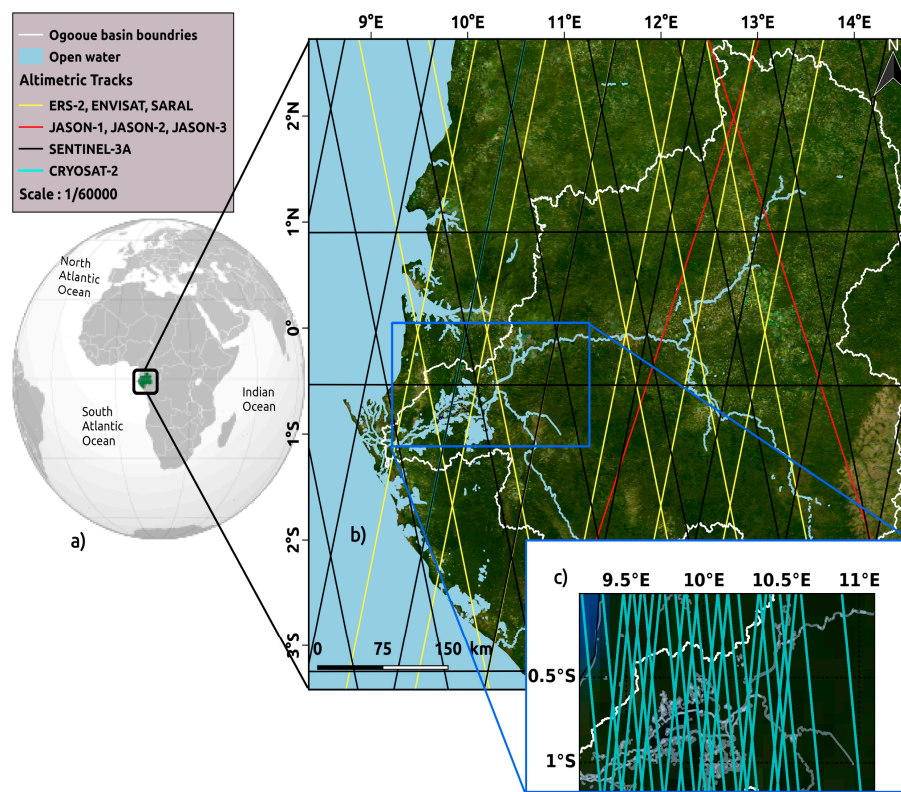 Ogooue basin boundries
Open water
Altimetric Tracks
ERS-2, ENVISAT, SARAL
JASON-1, JASON-2, JASON-3
SENTINEL-3A
CRYOSAT-2
Scale : 1/60000
North
Atlantic
Ocean
South
Atlantic
Ocean
Indian
Ocean
a)
9°E 10°E 11°E 12°E 13°E 14°E
N
2°N
1°N
0°
1°S
2°S
3°S
b)
0 75 150 km
c)
9.5°E 10°E 10.5°E 11°E
0.5°S
1°S